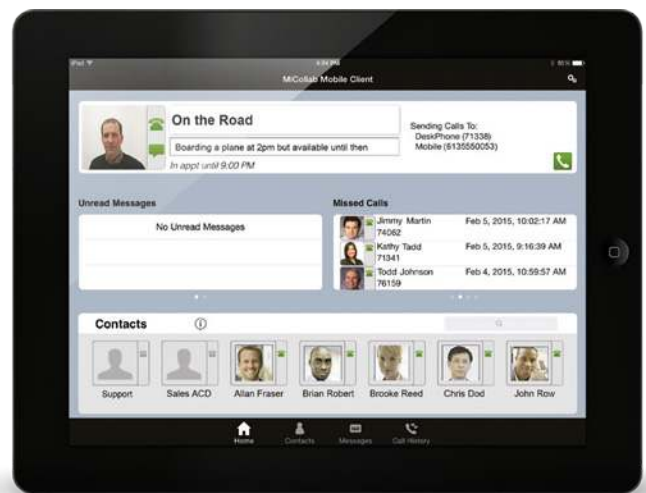 iPad
MiCollab Mobile Client
On the Road
Boarding a plane at 2pm but available until then
In appt until 9:00 PM
Sending Calls To:
DeskPhone (71338)
Mobile (6135550053)
Unread Messages
No Unread Messages
Missed Calls
Jimmy Martin Feb 5, 2015, 10:02:17 AM
74062
Kathy Tadd Feb 5, 2015, 9:16:39 AM
71341
Todd Johnson Feb 4, 2015, 10:59:57 AM
76159
Contacts
Support Sales ACD Allan Fraser Brian Robert Brooke Reed Chris Dod John Row
Home Contacts Messages Call History